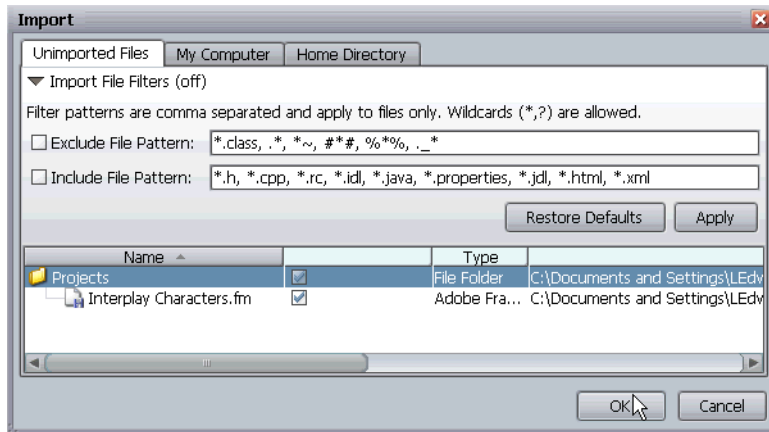 Import
Unimported Files My Computer Home Directory
Import File Filters (off)
Filter patterns are comma separated and apply to files only. Wildcards (*,?) are allowed.
Exclude File Pattern: *.class, .*, *~, #*#, %*%, ._*
Include File Pattern: *.h, *.cpp, *.rc, *.idl, *.java, *.properties, *.jdl, *.html, *.xml
Restore Defaults Apply
Name Type
Projects File Folder C:\Documents and Settings\LEdv
Interplay Characters.fm Adobe Fra... C:\Documents and Settings\LEdv
OK Cancel